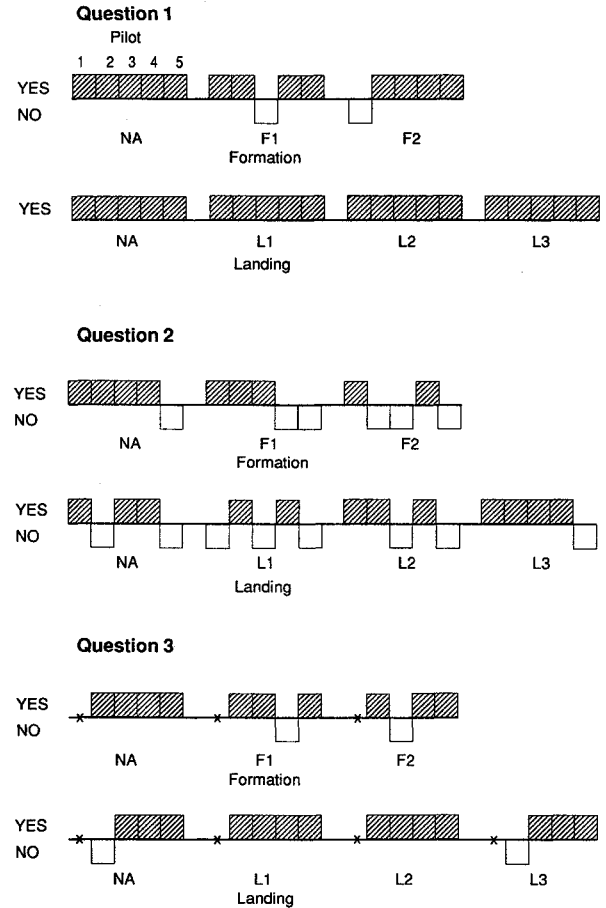 Question 1
Pilot
1 2 3 4 5
YES
NO
NA F1 F2
Formation
YES
NA L1 L2 L3
Landing
Question 2
YES
NO
NA F1 F2
Formation
YES
NO
NA L1 L2 L3
Landing
Question 3
YES
x x x
NO
NA F1 F2
Formation
YES
x x x x
NO
NA L1 L2 L3
Landing